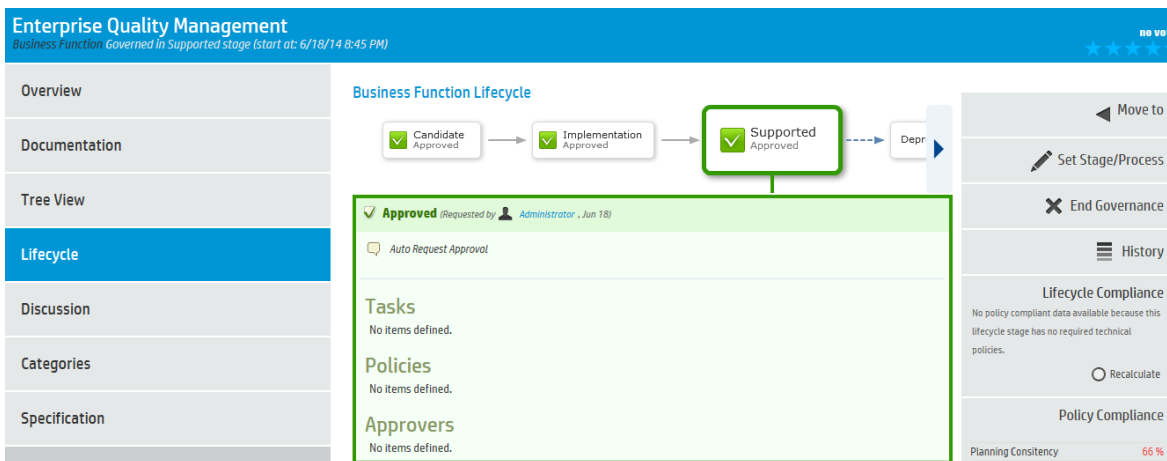 Enterprise Quality Management
Business Function Governed in Supported stage (start at: 6/18/14 8:45 PM)
no vo
Overview
Documentation
Tree View
Lifecycle
Discussion
Categories
Specification
Business Function Lifecycle
Candidate
Approved
Implementation
Approved
Supported
Approved
Depr
Approved (Requested by Administrator , Jun 18)
Auto Request Approval
Tasks
No items defined.
Policies
No items defined.
Approvers
No items defined.
Move to
Set Stage/Process
End Governance
History
Lifecycle Compliance
No policy compliant data available because this
lifecycle stage has no required technical
policies.
Recalculate
Policy Compliance
Planning Consitency 66 %